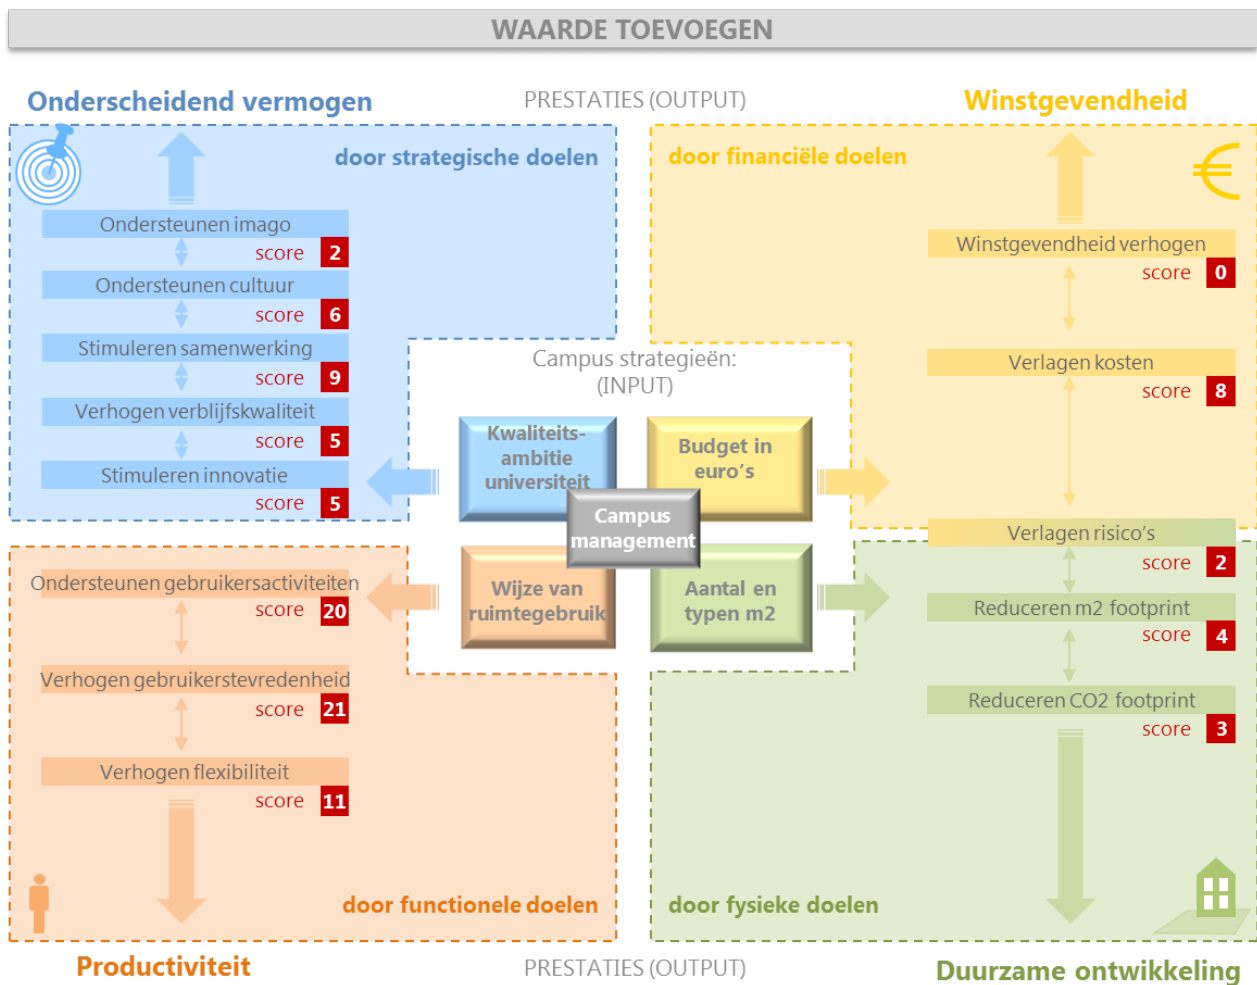 WAARDE TOEVOEGEN
Onderscheidend vermogen
PRESTATIES (OUTPUT)
Winstgevendheid
door strategische doelen
door financiële doelen
Ondersteunen imago
score 2
Ondersteunen cultuur
score 6
Stimuleren samenwerking
score 9
Verhogen verblijfskwaliteit
score 5
Stimuleren innovatie
score 5
Winstgevendheid verhogen
score 0
Verlagen kosten
score 8
Campus strategieën:
(INPUT)
Kwaliteits-
ambitie
universiteit
Budget in
euro's
Campus
management
Wijze van
ruimtegebruik
Aantal en
typen m2
Verlagen risico's
score 2
Reduceren m2 footprint
score 4
Reduceren CO2 footprint
score 3
Ondersteunen gebruikersactiviteiten
score 20
Verhogen gebruikerstevredenheid
score 21
Verhogen flexibiliteit
score 11
door functionele doelen
door fysieke doelen
Productiviteit
PRESTATIES (OUTPUT)
Duurzame ontwikkeling